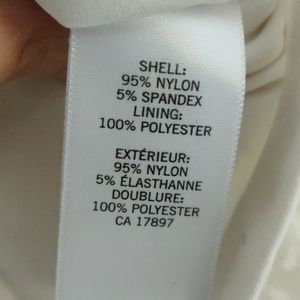 SHELL:
95% NYLON
5% SPANDEX
LINING:
100% POLYESTER
EXTÉRIEUR:
95% NYLON
5% ÉLASTHANNE
DOUBLURE:
100% POLYESTER
CA 17897